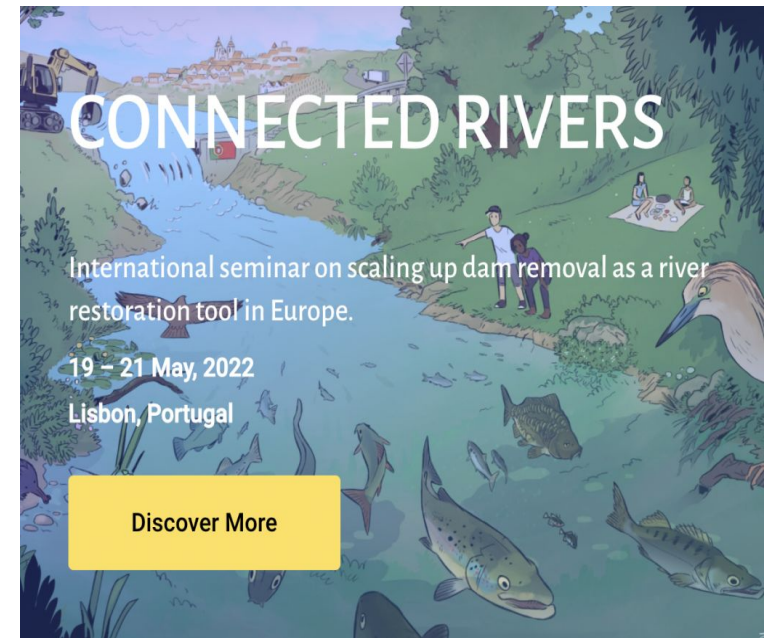 CONNECTED RIVERS
International seminar on scaling up dam removal as a river
restoration tool in Europe.
19 – 21 May, 2022
Lisbon, Portugal
Discover More